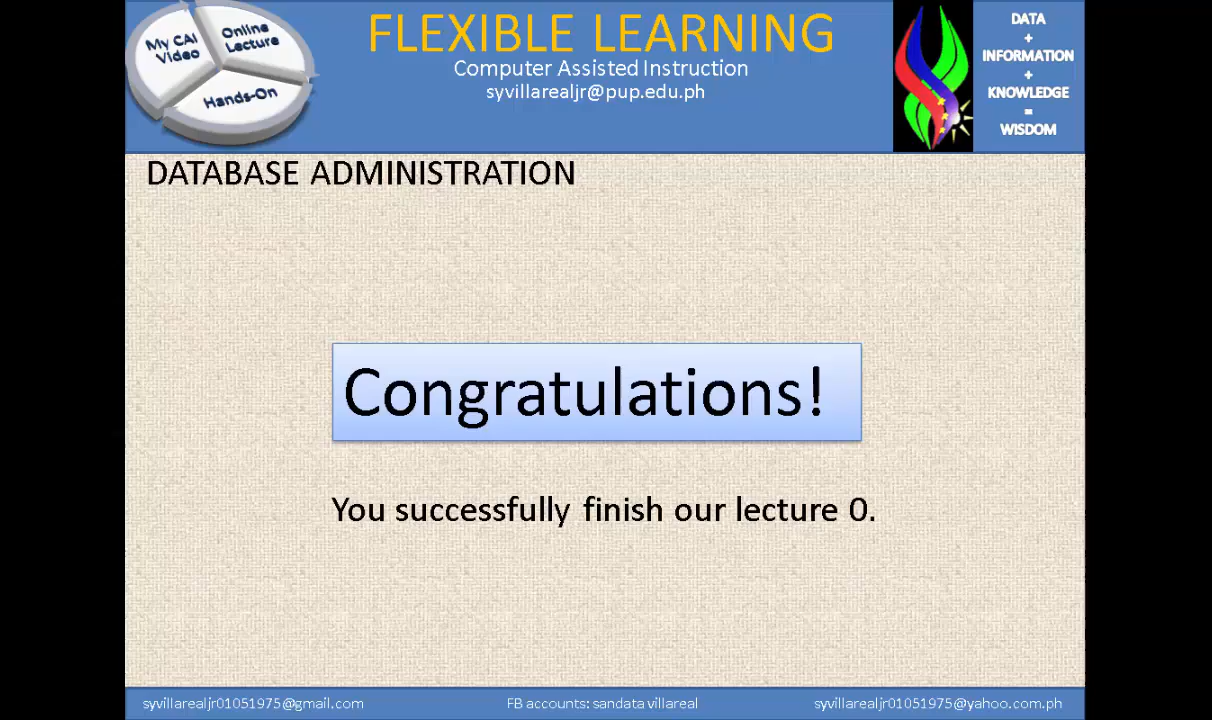 My CAI
Video
Online
Lecture
Hands-On
FLEXIBLE LEARNING
Computer Assisted Instruction
syvillarealjr@pup.edu.ph
DATA
+
INFORMATION
+
KNOWLEDGE
=
WISDOM
DATABASE ADMINISTRATION
Congratulations!
You successfully finish our lecture 0.
syvillarealjr01051975@gmail.com
FB accounts: sandata villareal
syvillarealjr01051975@yahoo.com.ph